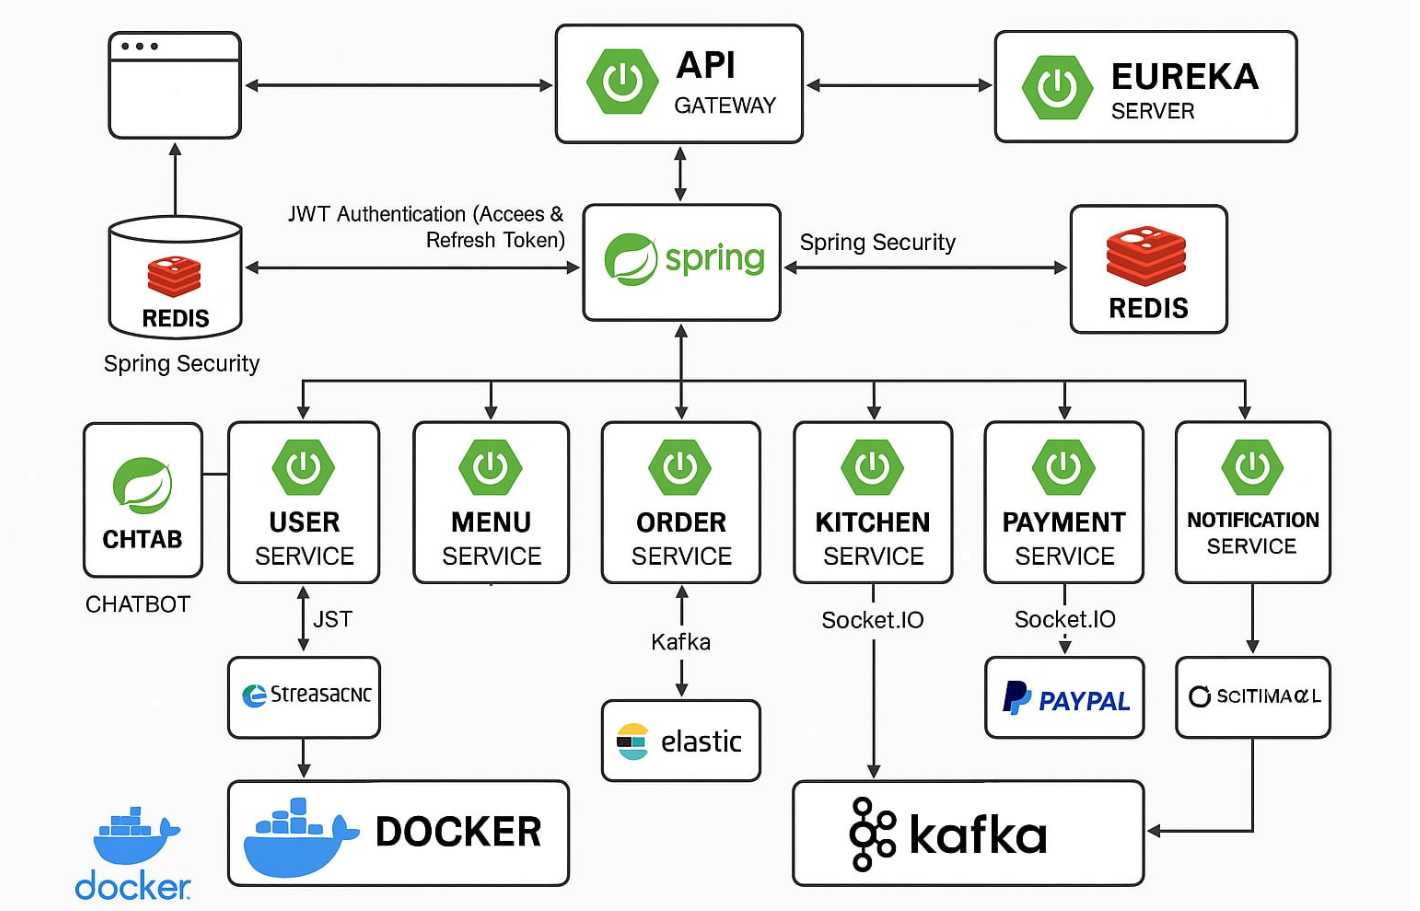 API
GATEWAY
EUREKA
SERVER
JWT Authentication (Accees &
Refresh Token)
spring
Spring Security
REDIS
REDIS
Spring Security
CHTAB
CHATBOT
USER
SERVICE
MENU
SERVICE
ORDER
SERVICE
KITCHEN
SERVICE
PAYMENT
SERVICE
NOTIFICATION
SERVICE
JST
Kafka
Socket.IO
Socket.IO
Streasacnc
elastic
PAYPAL
SCITIMAαL
DOCKER
kafka
docker.